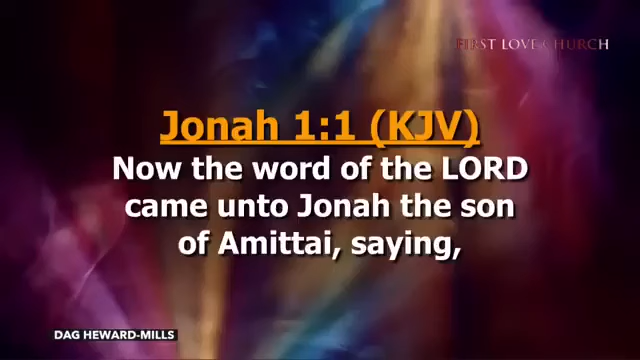 FIRST LOVE CHURCH
Jonah 1:1 (KJV)
Now the word of the LORD
came unto Jonah the son
of Amittai, saying,
DAG HEWARD-MILLS